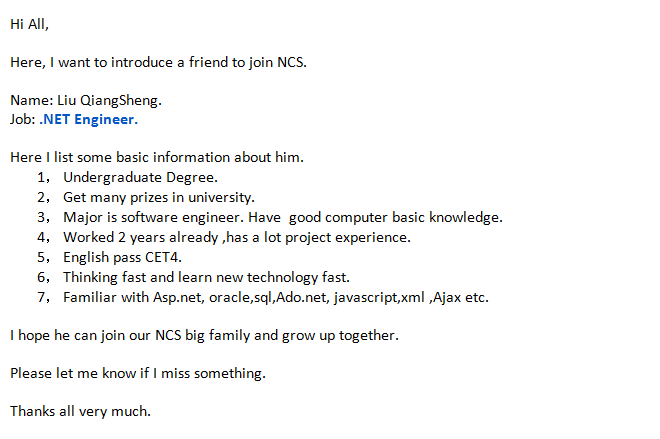 Hi All,
Here, I want to introduce a friend to join NCS.
Name: Liu QiangSheng.
Job: .NET Engineer.
Here I list some basic information about him.
1， Undergraduate Degree.
2， Get many prizes in university.
3， Major is software engineer. Have  good computer basic knowledge.
4， Worked 2 years already ,has a lot project experience.
5， English pass CET4.
6， Thinking fast and learn new technology fast.
7， Familiar with Asp.net, oracle,sql,Ado.net, javascript,xml ,Ajax etc.
I hope he can join our NCS big family and grow up together.
Please let me know if I miss something.
Thanks all very much.